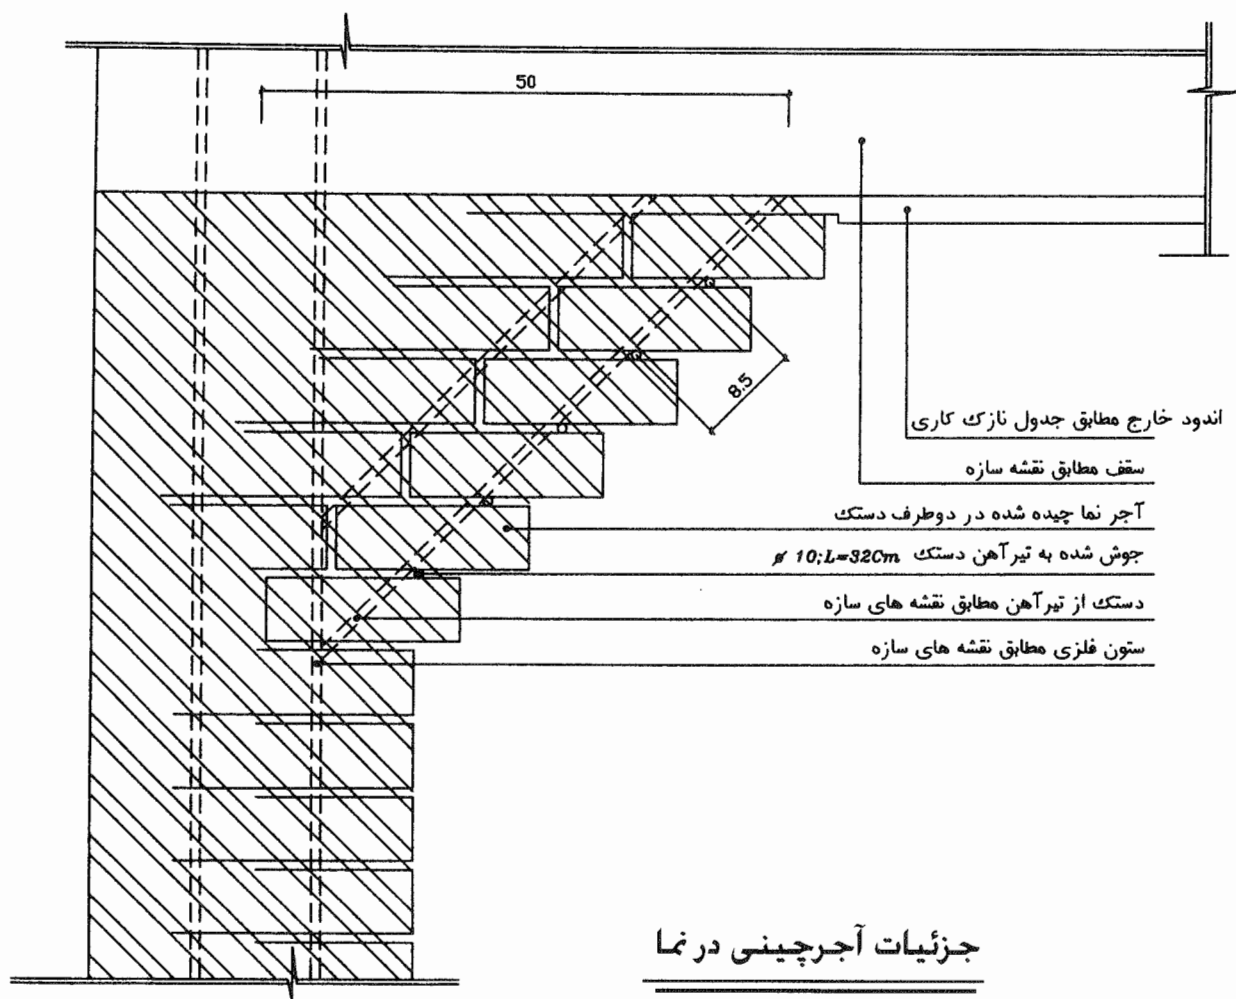 50
8.5
اندود خارج مطابق جدول نازک کاری
سقف مطابق نقشه سازه
آجر نما چیده شده در دوطرف دستک
جوش شده به تیرآهن دستک ø 10;L=32Cm
دستک از تیرآهن مطابق نقشه های سازه
ستون فلزی مطابق نقشه های سازه
جزئیات آجرچینی در نما